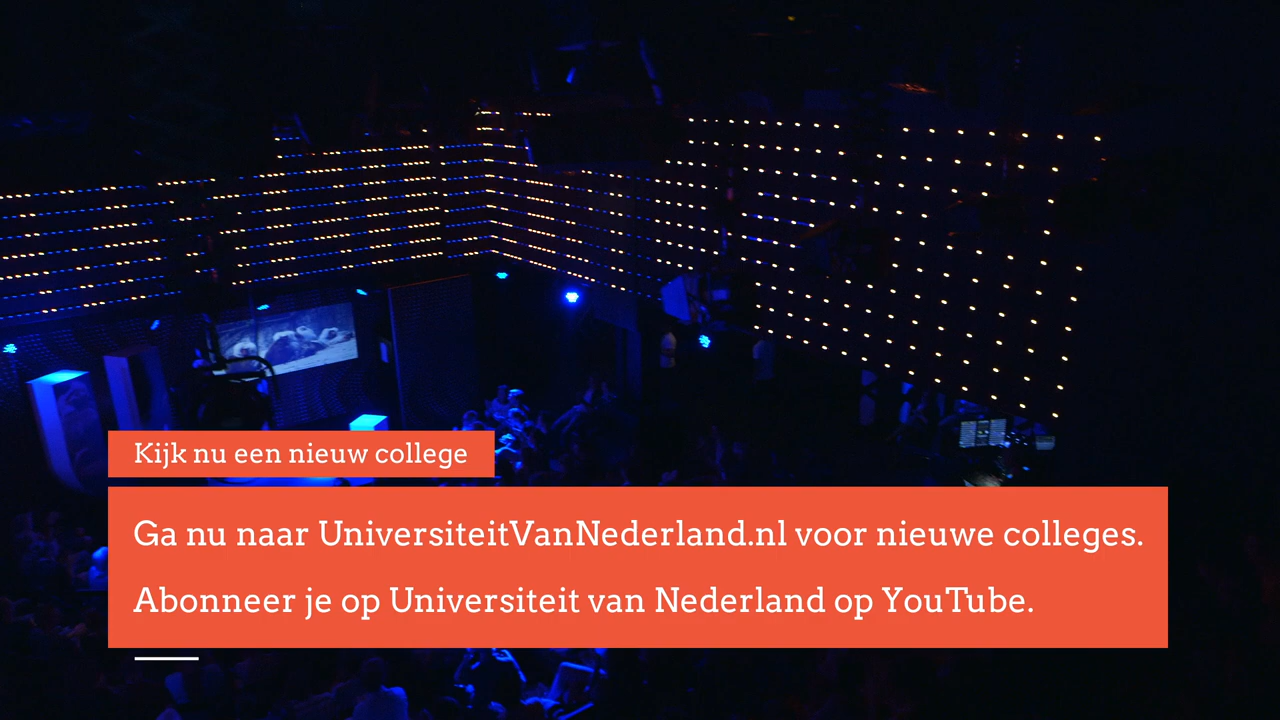 Kijk nu een nieuw college
Ga nu naar UniversiteitVanNederland.nl voor nieuwe colleges.
Abonneer je op Universiteit van Nederland op YouTube.